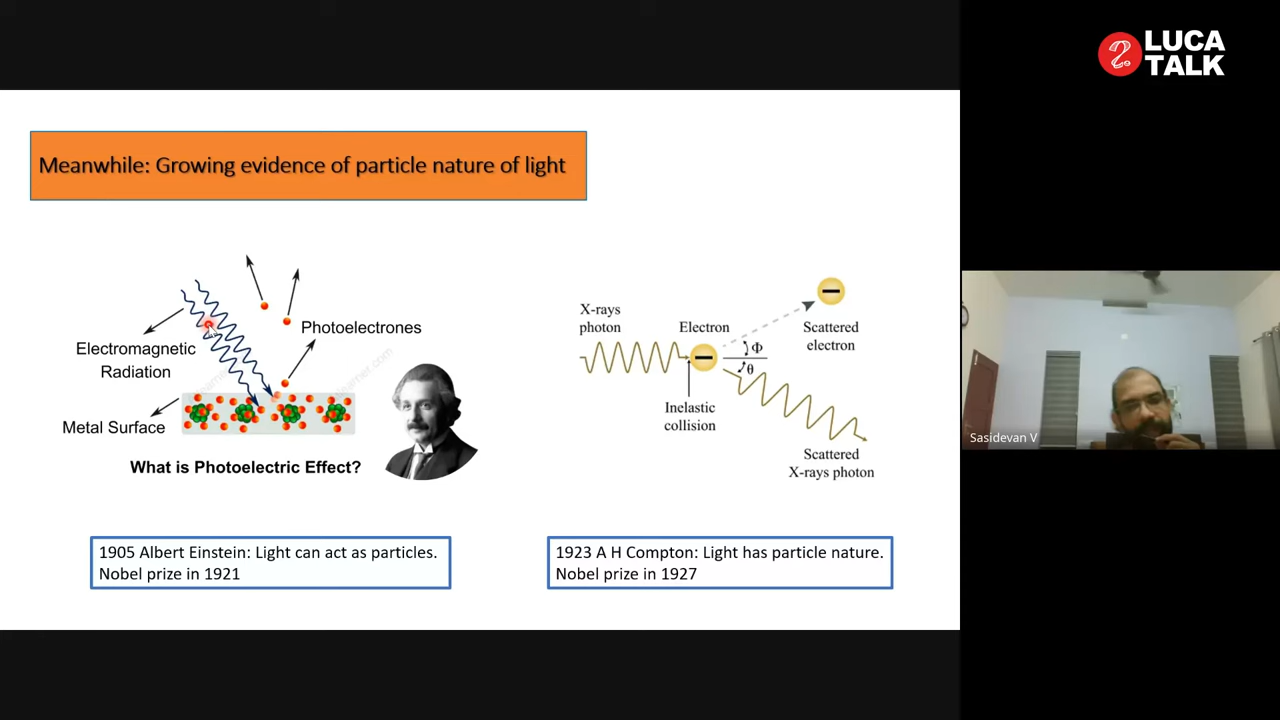 LUCA
TALK
Meanwhile: Growing evidence of particle nature of light
Photoelectrones
Electromagnetic
Radiation
Metal Surface
What is Photoelectric Effect?
X-rays
photon
Electron
Scattered
electron
Φ
θ
Inelastic
collision
Scattered
X-rays photon
1905 Albert Einstein: Light can act as particles.
Nobel prize in 1921
1923 A H Compton: Light has particle nature.
Nobel prize in 1927
Sasidevan V